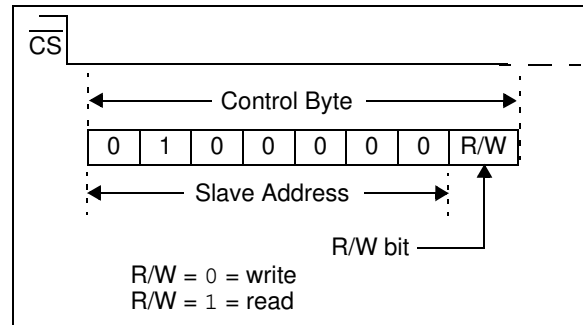 CS
Control Byte
0 1 0 0 0 0 0 R/W
Slave Address
R/W bit
R/W = 0 = write
R/W = 1 = read